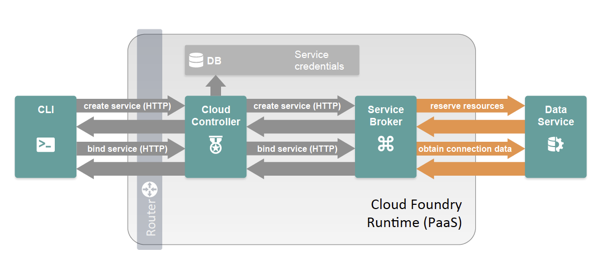 DB
Service
credentials
CLI
create service (HTTP)
Cloud
Controller
create service (HTTP)
Service
Broker
reserve resources
Data
Service
bind service (HTTP)
bind service (HTTP)
obtain connection data
Router
Cloud Foundry
Runtime (PaaS)